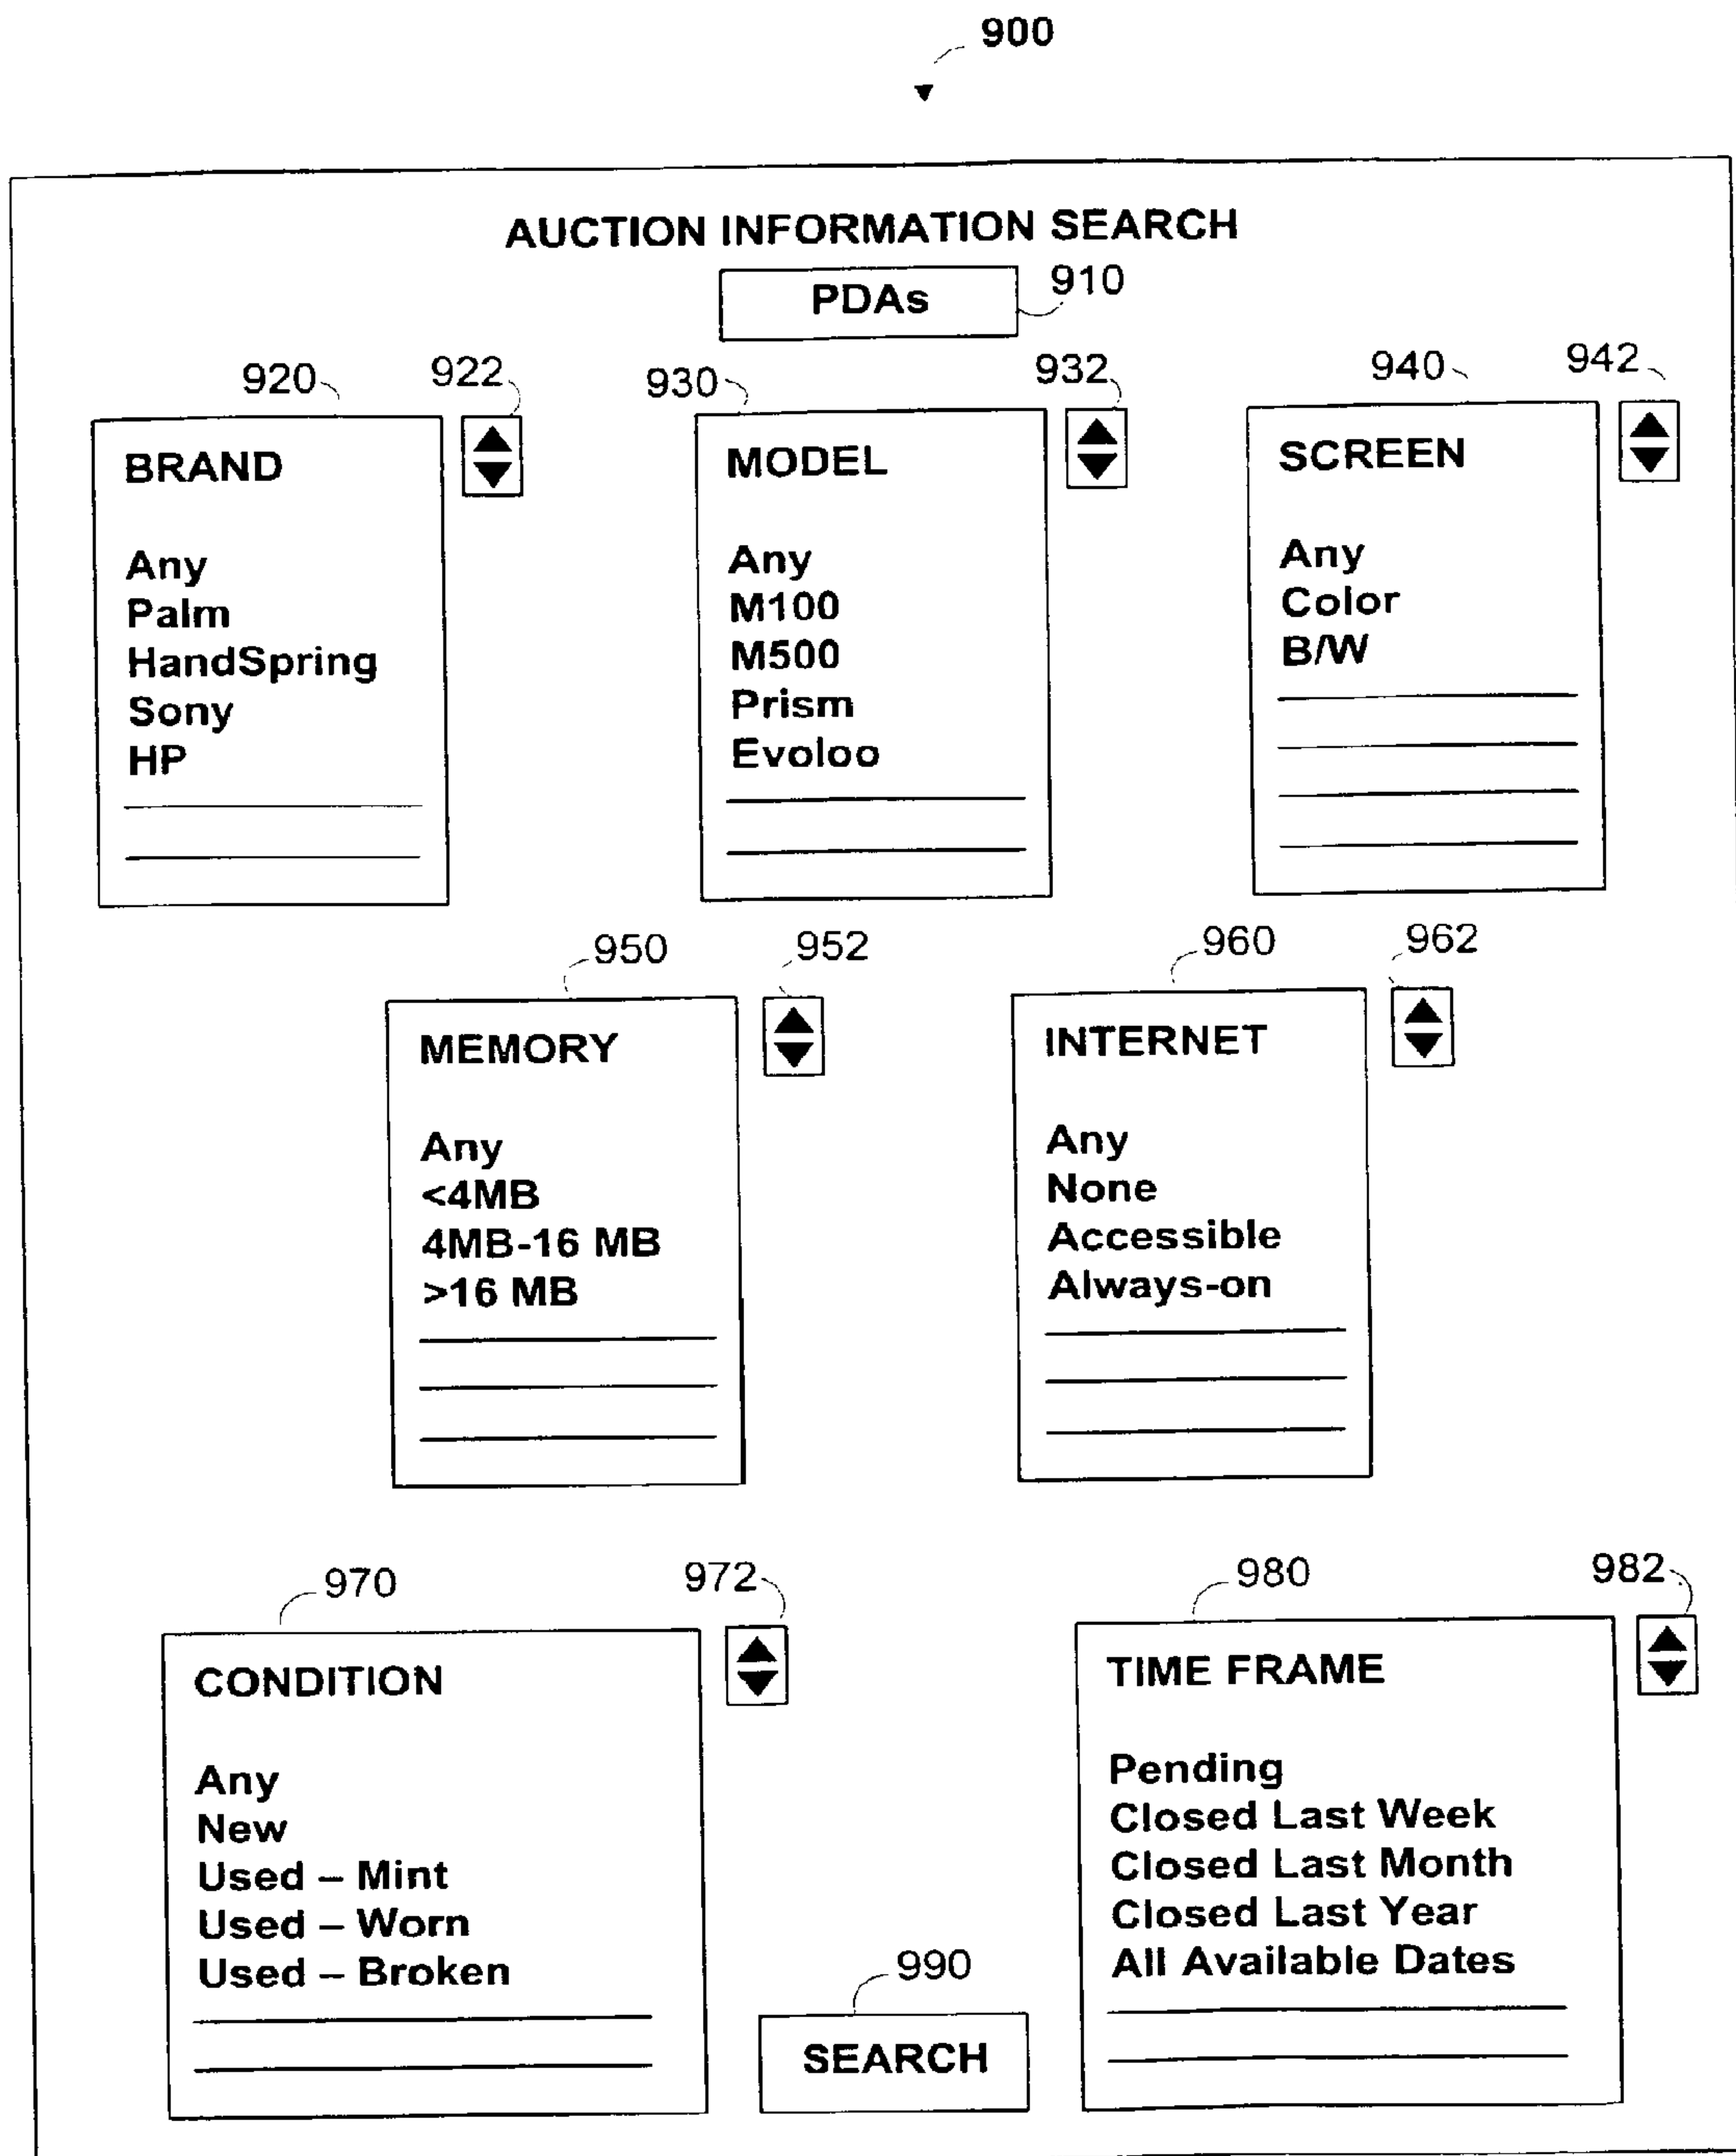 900
AUCTION INFORMATION SEARCH
PDAs
910
920
922
930
932
940
942
BRAND
Any
Palm
HandSpring
Sony
HP
MODEL
Any
M100
M500
Prism
Evoloo
SCREEN
Any
Color
B/W
950
952
960
962
MEMORY
Any
<4MB
4MB-16 MB
>16 MB
INTERNET
Any
None
Accessible
Always-on
970
972
980
982
CONDITION
Any
New
Used – Mint
Used – Worn
Used – Broken
TIME FRAME
Pending
Closed Last Week
Closed Last Month
Closed Last Year
All Available Dates
990
SEARCH